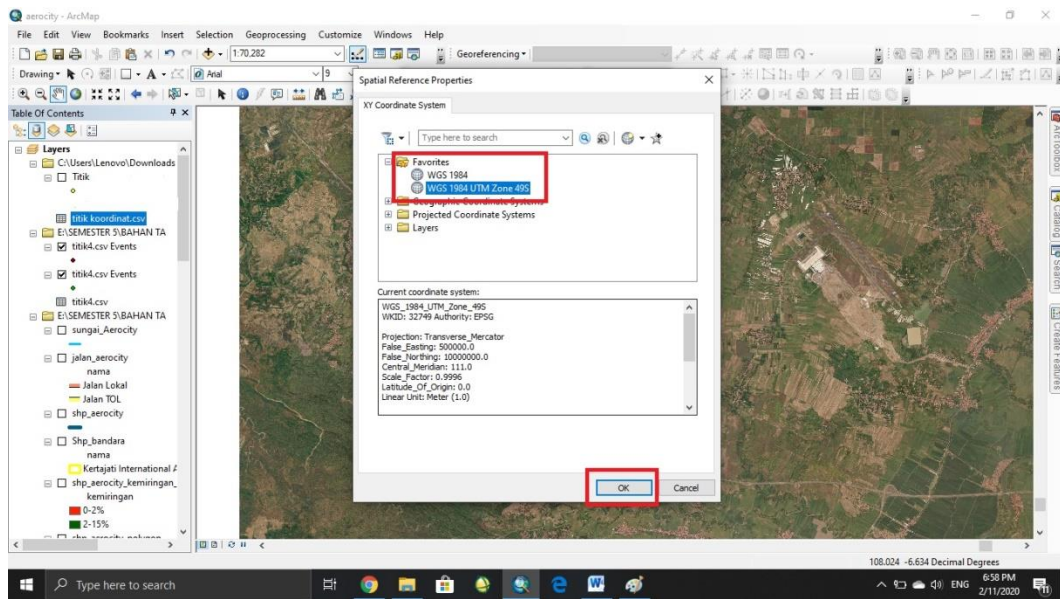 aerocity - ArcMap
File Edit View Bookmarks Insert Selection Geoprocessing Customize Windows Help
1:70,282
Georeferencing
Drawing
A
Arial
9
Table Of Contents
Layers
C:\Users\Lenovo\Downloads
Titik
titik koordinat.csv
E:\SEMESTER 5\BAHAN TA
titik4.csv Events
titik4.csv Events
titik4.csv
E:\SEMESTER 5\BAHAN TA
sungai_Aerocity
jalan_aerocity
nama
Jalan Lokal
Jalan TOL
shp_aerocity
Shp_bandara
nama
Kertajati International A
shp_aerocity_kemiringan_
kemiringan
0-2%
2-15%
Spatial Reference Properties
XY Coordinate System
Type here to search
Favorites
WGS 1984
WGS 1984 UTM Zone 49S
Geographic Coordinate Systems
Projected Coordinate Systems
Layers
Current coordinate system:
WGS_1984_UTM_Zone_49S
WKID: 32749 Authority: EPSG
Projection: Transverse_Mercator
False_Easting: 500000.0
False_Northing: 10000000.0
Central_Meridian: 111.0
Scale_Factor: 0.9996
Latitude_Of_Origin: 0.0
Linear Unit: Meter (1.0)
OK Cancel
ArcToolbox
Catalog
Search
Create Features
108.024 -6.634 Decimal Degrees
Type here to search
ENG
6:58 PM
2/11/2020